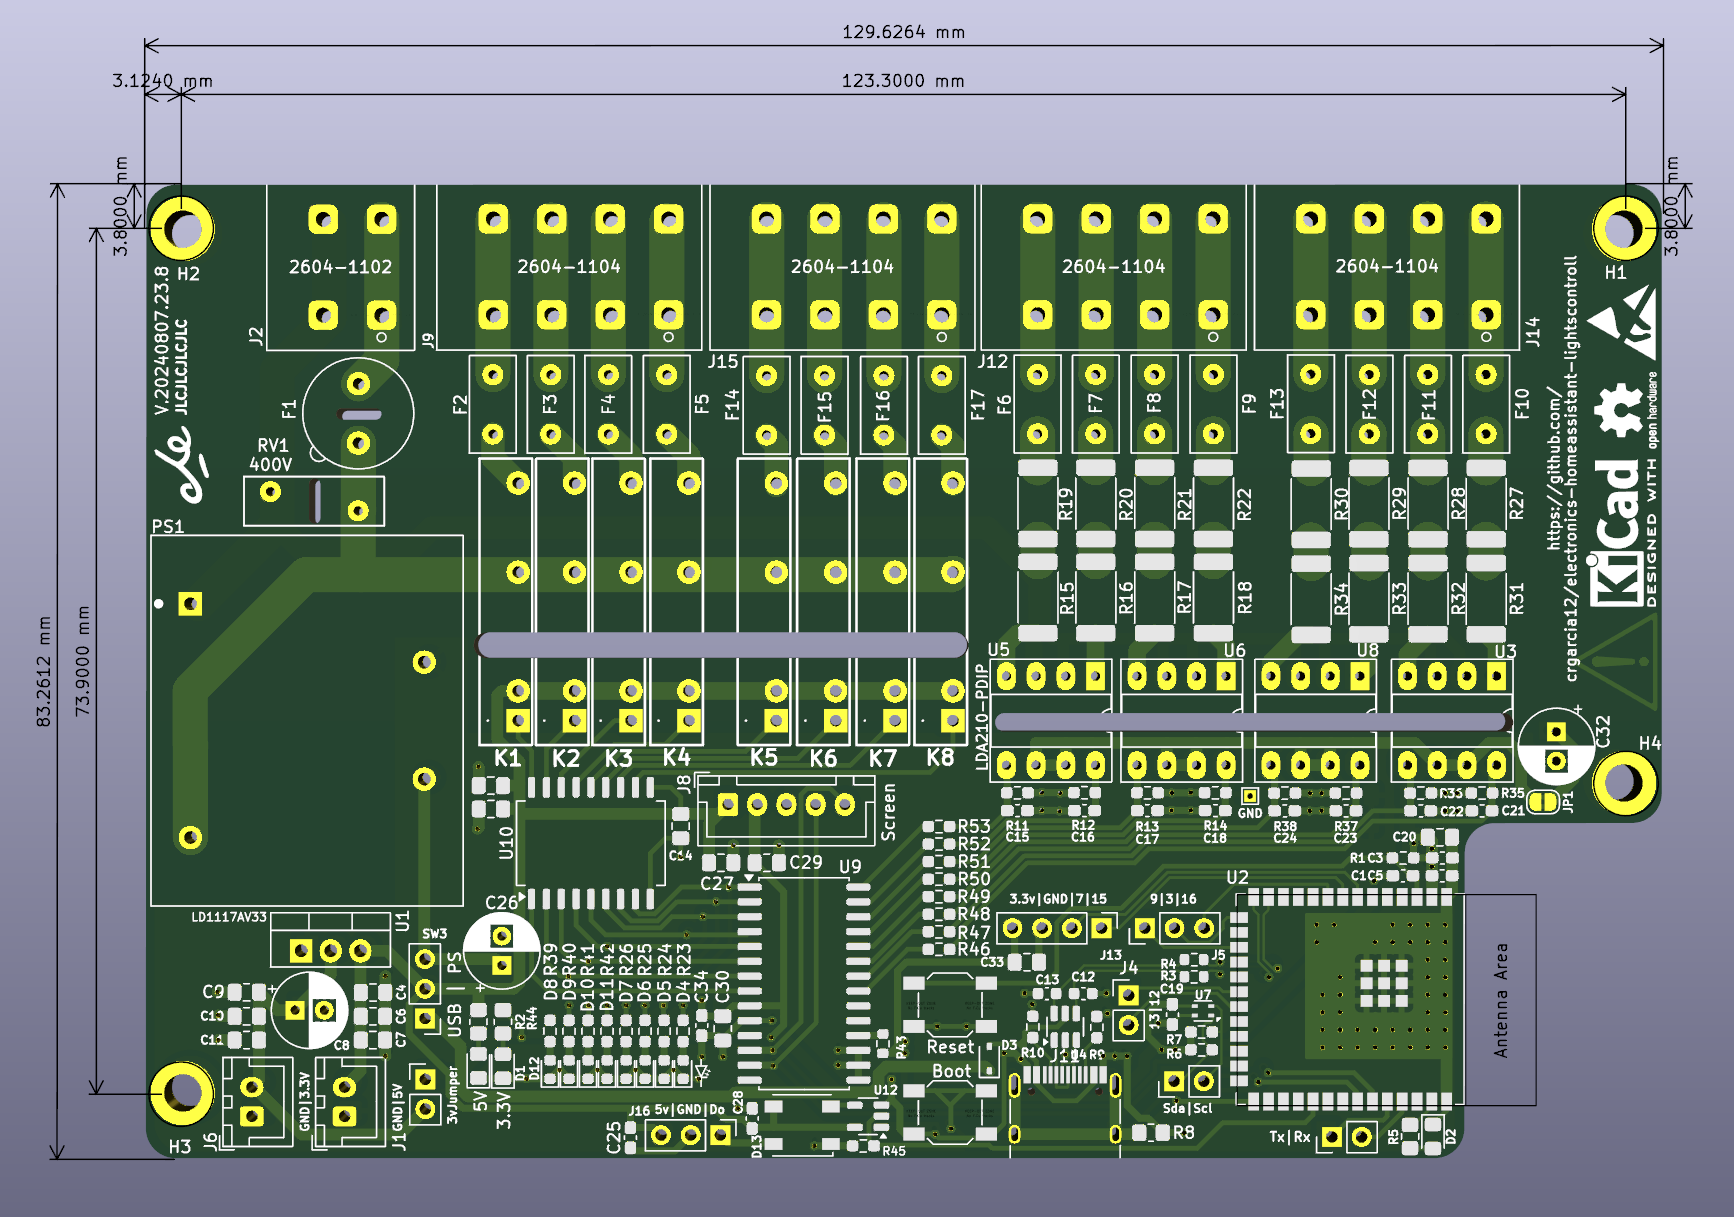 129.6264 mm
3.1240 mm
123.3000 mm
3.8000 mm
3.8000 mm
83.2612 mm
73.9000 mm
H2
H1
2604-1102
2604-1104
2604-1104
2604-1104
2604-1104
V.20240807.23.8
JLCJLCJLCJLC
J2
J9
J15
J12
J14
F1
F2
F3
F4
F5
F14
F15
F16
F17
F6
F7
F8
F9
F13
F12
F11
F10
RV1
400V
https://github.com/
crgarcia12/electronics-homeassistant-lightscontroll
open hardware
KiCad
DESIGNED WITH
R19
R20
R21
R22
R30
R29
R28
R27
PS1
R15
R16
R17
R18
R34
R33
R32
R31
U5
U6
U8
U3
LDA210-PDIP
C32
+
H4
K1
K2
K3
K4
K5
K6
K7
K8
J8
Screen
JP1
GND
R35
C22
C21
R11
C15
R12
C16
R13
C17
R14
C18
R38
C24
R37
C23
C20
U10
C14
C27
C29
U9
R53
R52
R51
R50
R49
R48
R47
R46
R1
C3
C1
C5
U2
LD1117AV33
U1
SW3
C26
+
3.3v|GND|7|15
9|3|16
J13
J5
PS
USB
C9
C4
C6
C11
C8
C7
+
R2
R44
D8
R39
D9
R40
D10
R41
D11
R42
D7
R26
D6
R25
D5
R24
D4
R23
C34
C30
C33
C13
C12
J4
R4
R3
C19
U7
13|12
R7
R6
Antenna Area
R43
Reset
Boot
D3
R10
R9
D1
D12
5V
3.3V
GND|3.3V
GND|5V
3vJumper
J6
J1
H3
J16
5v|GND|Do
C25
C28
D13
U12
R45
R8
Sda|Scl
Tx|Rx
R5
D2